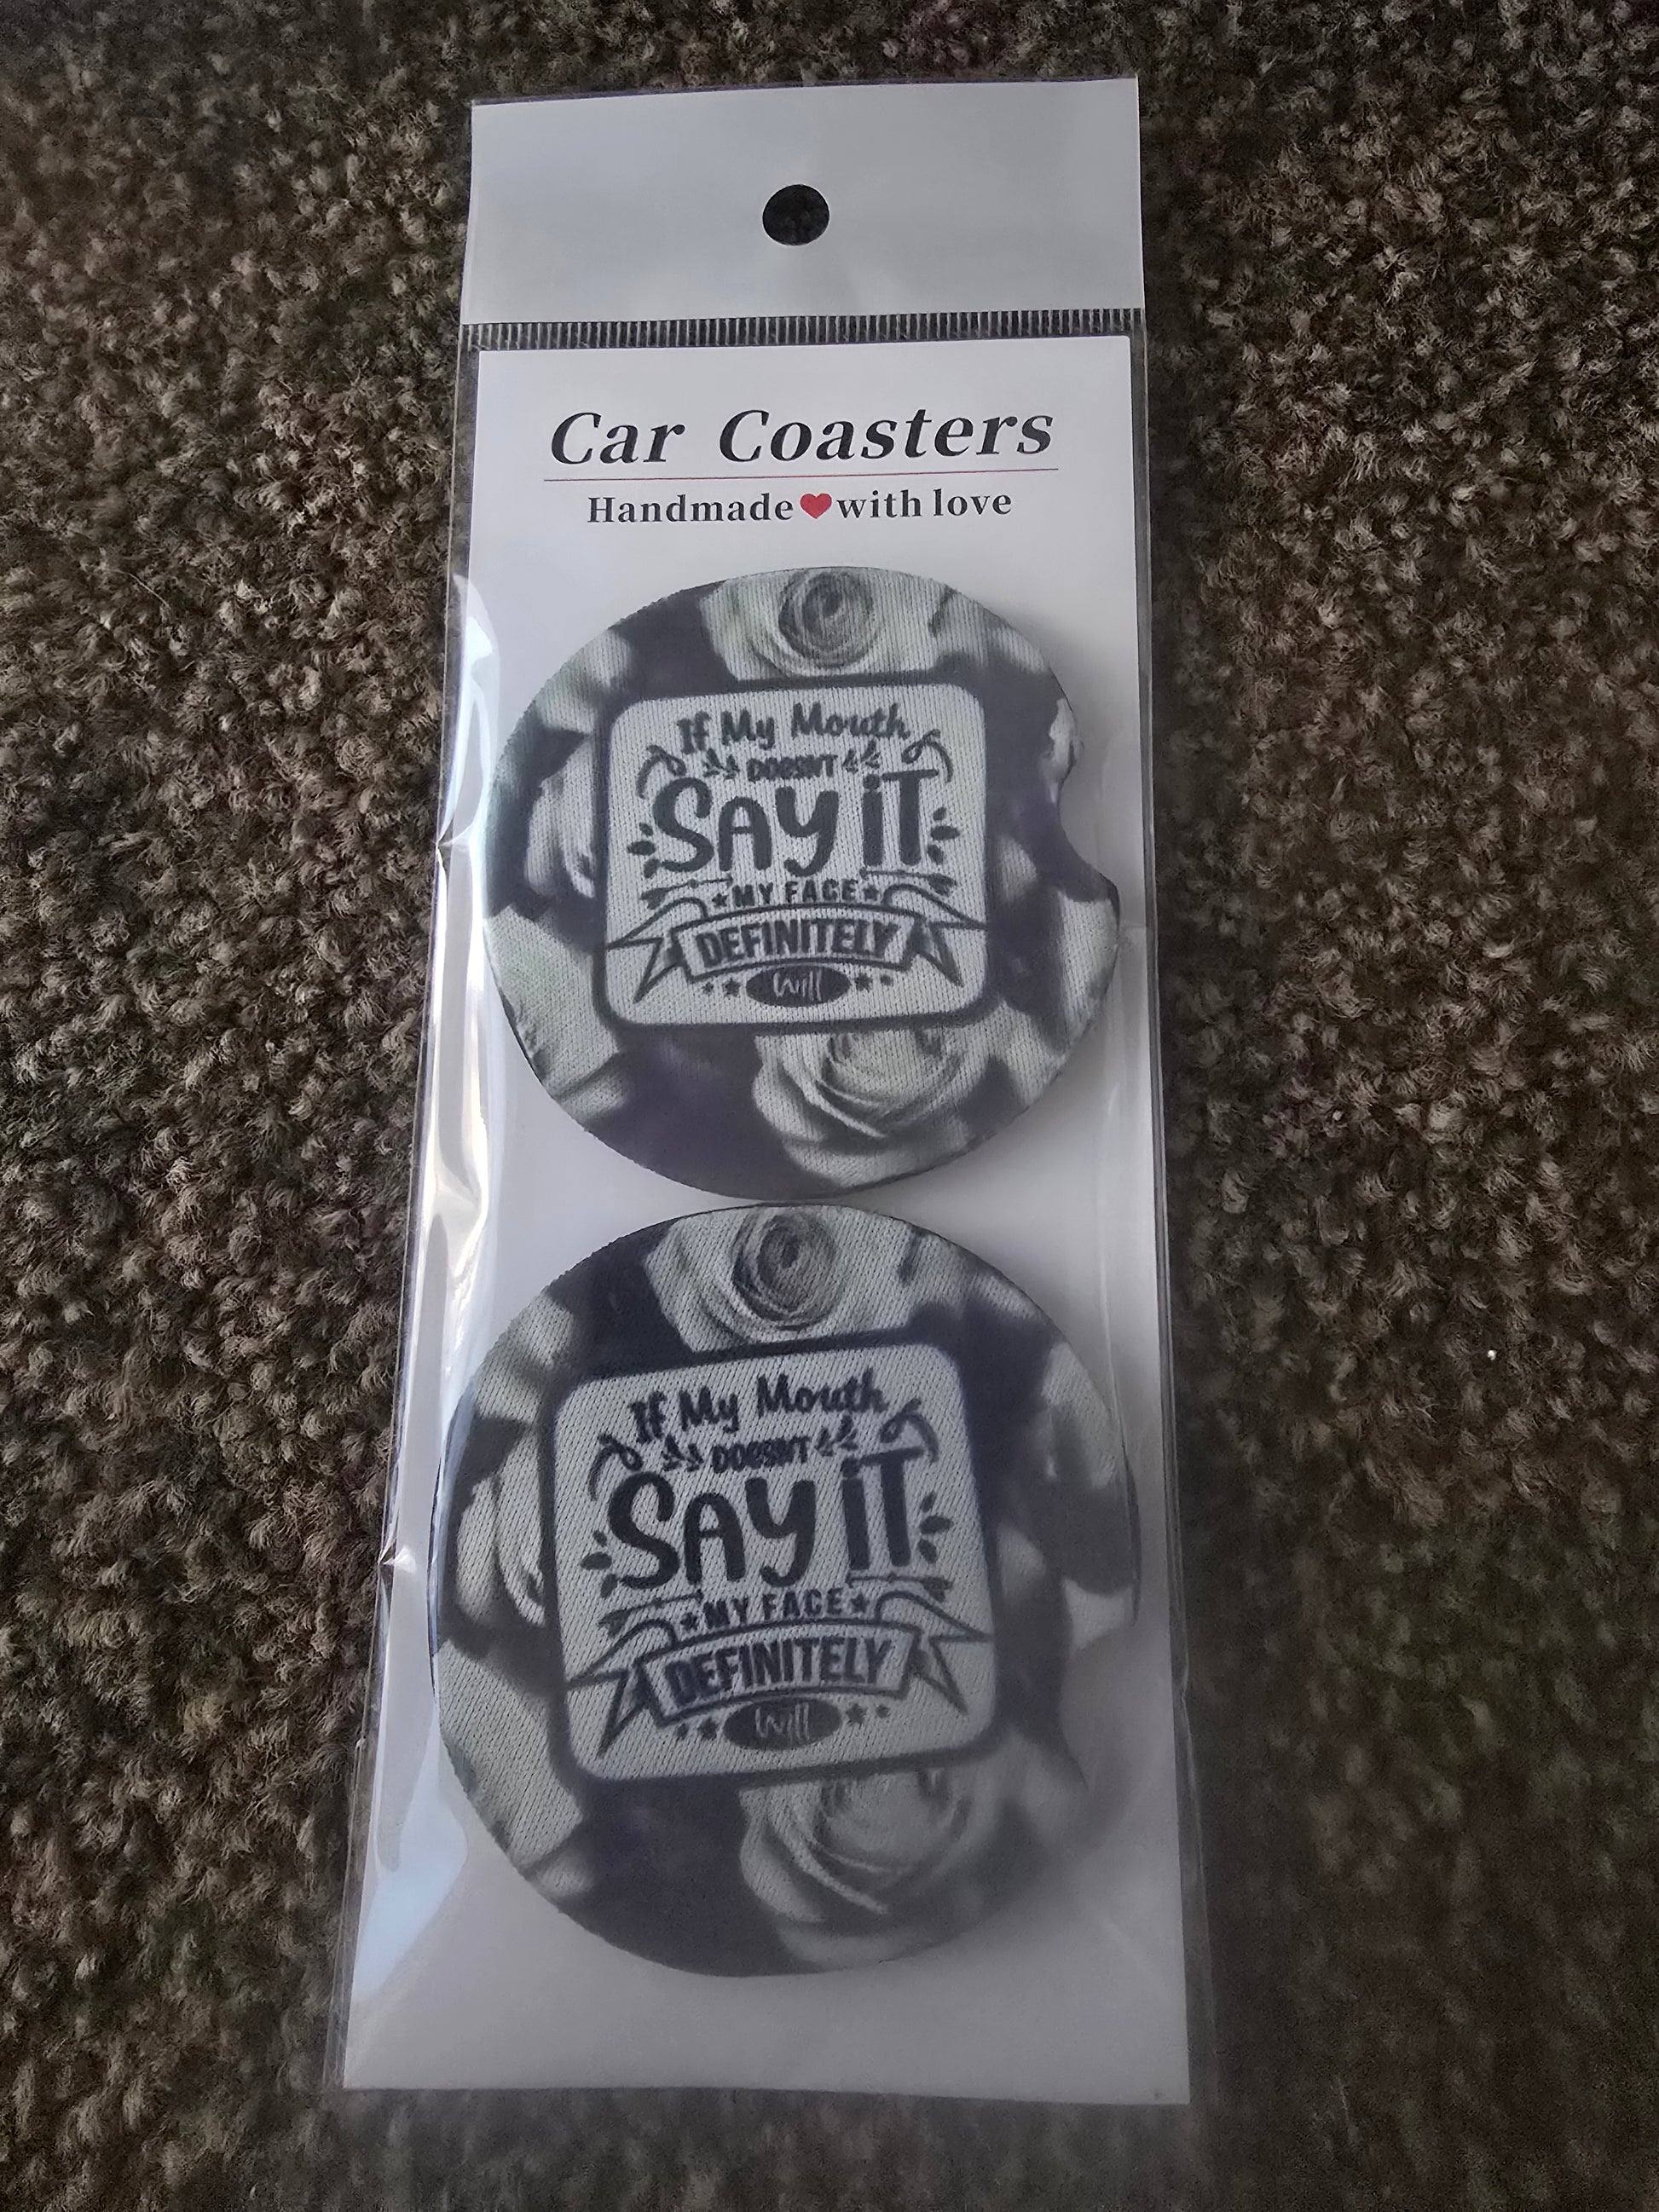 Car Coasters
Handmade❤with love
If My Mouth
DOESN'T
SAY iT
MY FACE
DEFINITELY
Will
If My Mouth
DOESN'T
SAY iT
MY FACE
DEFINITELY
Will